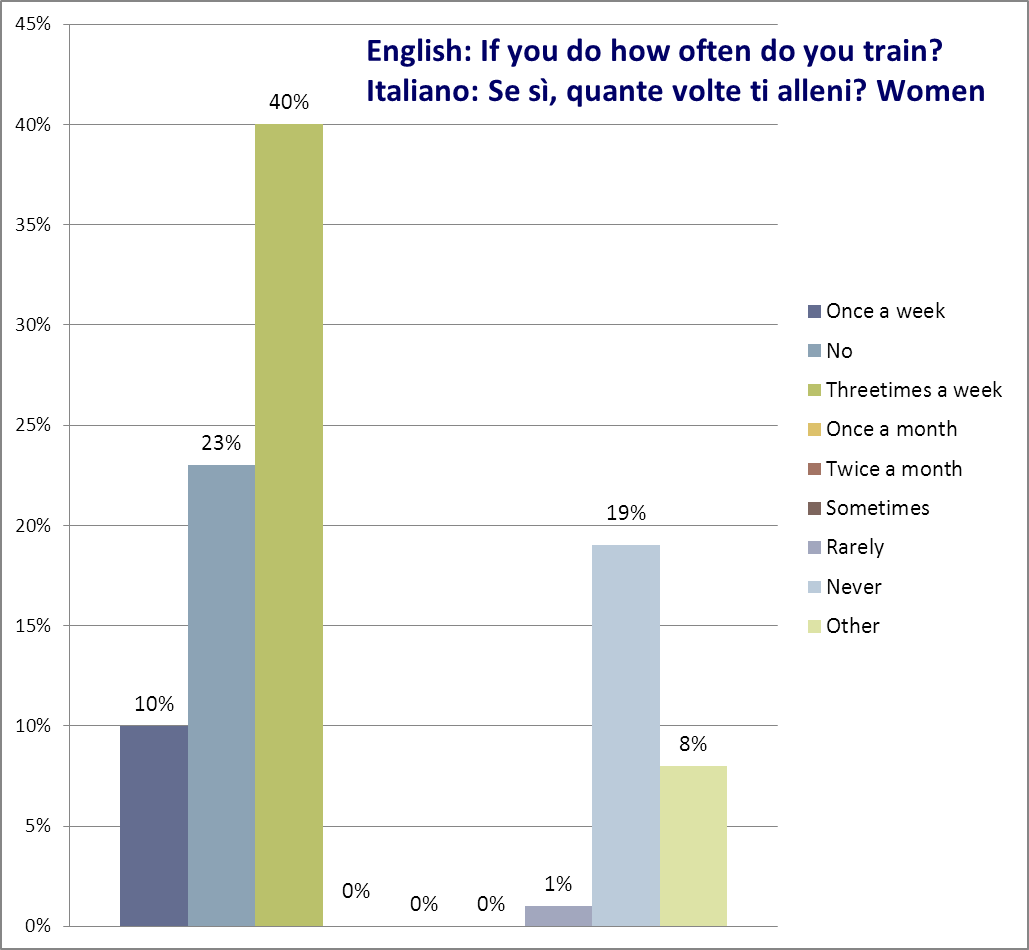 English: If you do how often do you train?
Italiano: Se sì, quante volte ti alleni? Women
45%
40%
35%
30%
25%
20%
15%
10%
5%
0%
10%
23%
40%
0%
0%
0%
1%
19%
8%
Once a week
No
Threetimes a week
Once a month
Twice a month
Sometimes
Rarely
Never
Other